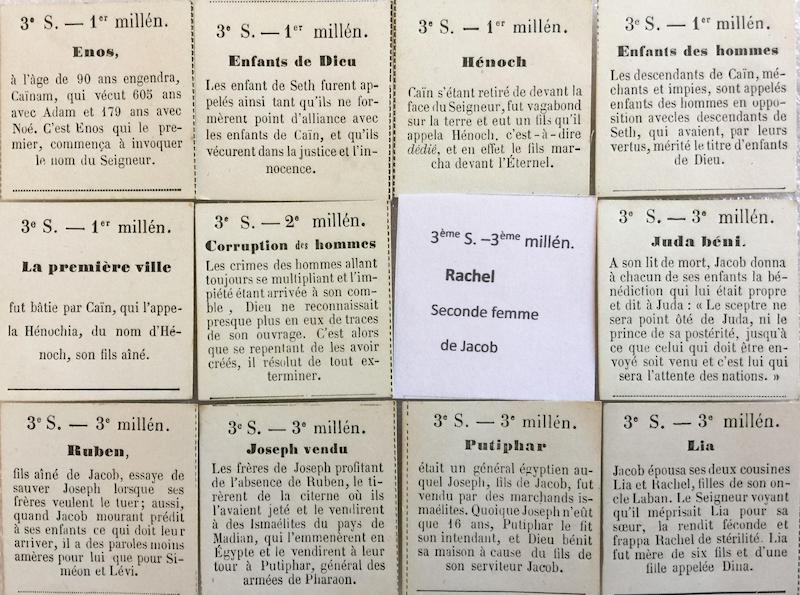 3e S. — 1er millén.
Enos,
à l'âge de 90 ans engendra,
Caïnam, qui vécut 605 ans
avec Adam et 179 ans avec
Noé. C'est Enos qui le pre-
mier, commença à invoquer
le nom du Seigneur.
3e S. — 1er millén.
Enfants de Dieu
Les enfant de Seth furent ap-
pelés ainsi tant qu'ils ne for-
mèrent point d'alliance avec
les enfants de Caïn, et qu'ils
vécurent dans la justice et l'in-
nocence.
3e S. — 1er millén.
Hénoch
Caïn s'étant retiré de devant la
face du Seigneur, fut vagabond
sur la terre et eut un fils qu'il
appela Hénoch. c'est-à-dire
dédié, et en effet le fils mar-
cha devant l'Éternel.
3e S. — 1er millén.
Enfants des hommes
Les descendants de Caïn, mé-
chants et impies, sont appelés
enfants des hommes en oppo-
sition avecles descendants de
Seth, qui avaient, par leurs
vertus, mérité le titre d'enfants
de Dieu.
3e S. — 1er millén.
La première ville
fut bâtie par Caïn, qui l'appe-
la Hénochia, du nom d'Hé-
noch, son fils aîné.
3e S. — 2e millén.
Corruption des hommes
Les crimes des hommes allant
toujours se multipliant et l'im-
piété étant arrivée à son com-
ble, Dieu ne reconnaissait
presque plus en eux de traces
de son ouvrage. C'est alors
que se repentant de les avoir
créés, il résolut de tout ex-
terminer.
3ème S. –3ème millén.
Rachel
Seconde femme
de Jacob
3e S. — 3e millén.
Juda béni.
A son lit de mort, Jacob donna
à chacun de ses enfants la bé-
nédiction qui lui était propre
et dit à Juda : « Le sceptre ne
sera point ôté de Juda, ni le
prince de sa postérité, jusqu'à
ce que celui qui doit être en-
voyé soit venu et c'est lui qui
sera l'attente des nations. »
3e S. — 3e millén.
Ruben,
fils aîné de Jacob, essaye de
sauver Joseph lorsque ses
frères veulent le tuer; aussi,
quand Jacob mourant prédit
à ses enfants ce qui doit leur
arriver, il a des paroles moins
amères pour lui que pour Si-
méon et Lévi.
3e S. — 3e millén.
Joseph vendu
Les frères de Joseph profitant
de l'absence de Ruben, le ti-
rèrent de la citerne où ils
l'avaient jeté et le vendirent
à des Ismaélites du pays de
Madian, qui l'emmenèrent en
Égypte et le vendirent à leur
tour à Putiphar, général des
armées de Pharaon.
3e S. — 3e millén.
Putiphar
était un général égyptien au-
quel Joseph, fils de Jacob, fut
vendu par des marchands is-
maélites. Quoique Joseph n'eût
que 16 ans, Putiphar le fit
son intendant, et Dieu bénit
sa maison à cause du fils de
son serviteur Jacob.
3e S. — 3e millén.
Lia
Jacob épousa ses deux cousines
Lia et Rachel, filles de son on-
cle Laban. Le Seigneur voyant
qu'il méprisait Lia pour sa
sœur, la rendit féconde et
frappa Rachel de stérilité. Lia
fut mère de six fils et d'une
fille appelée Dina.